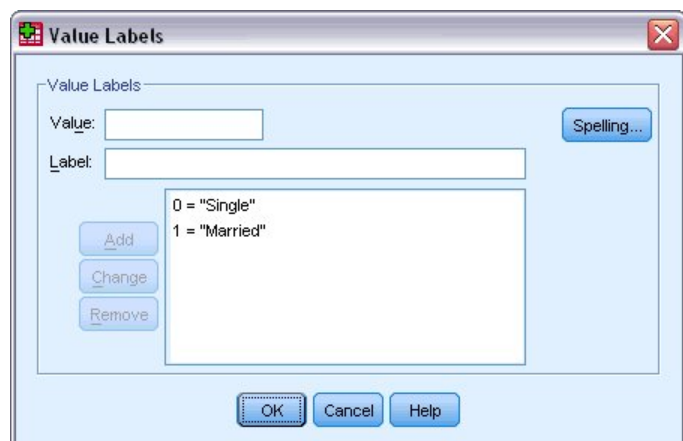 Value Labels
Value Labels
Value:
Spelling...
Label:
0 = "Single"
1 = "Married"
Add
Change
Remove
OK Cancel Help